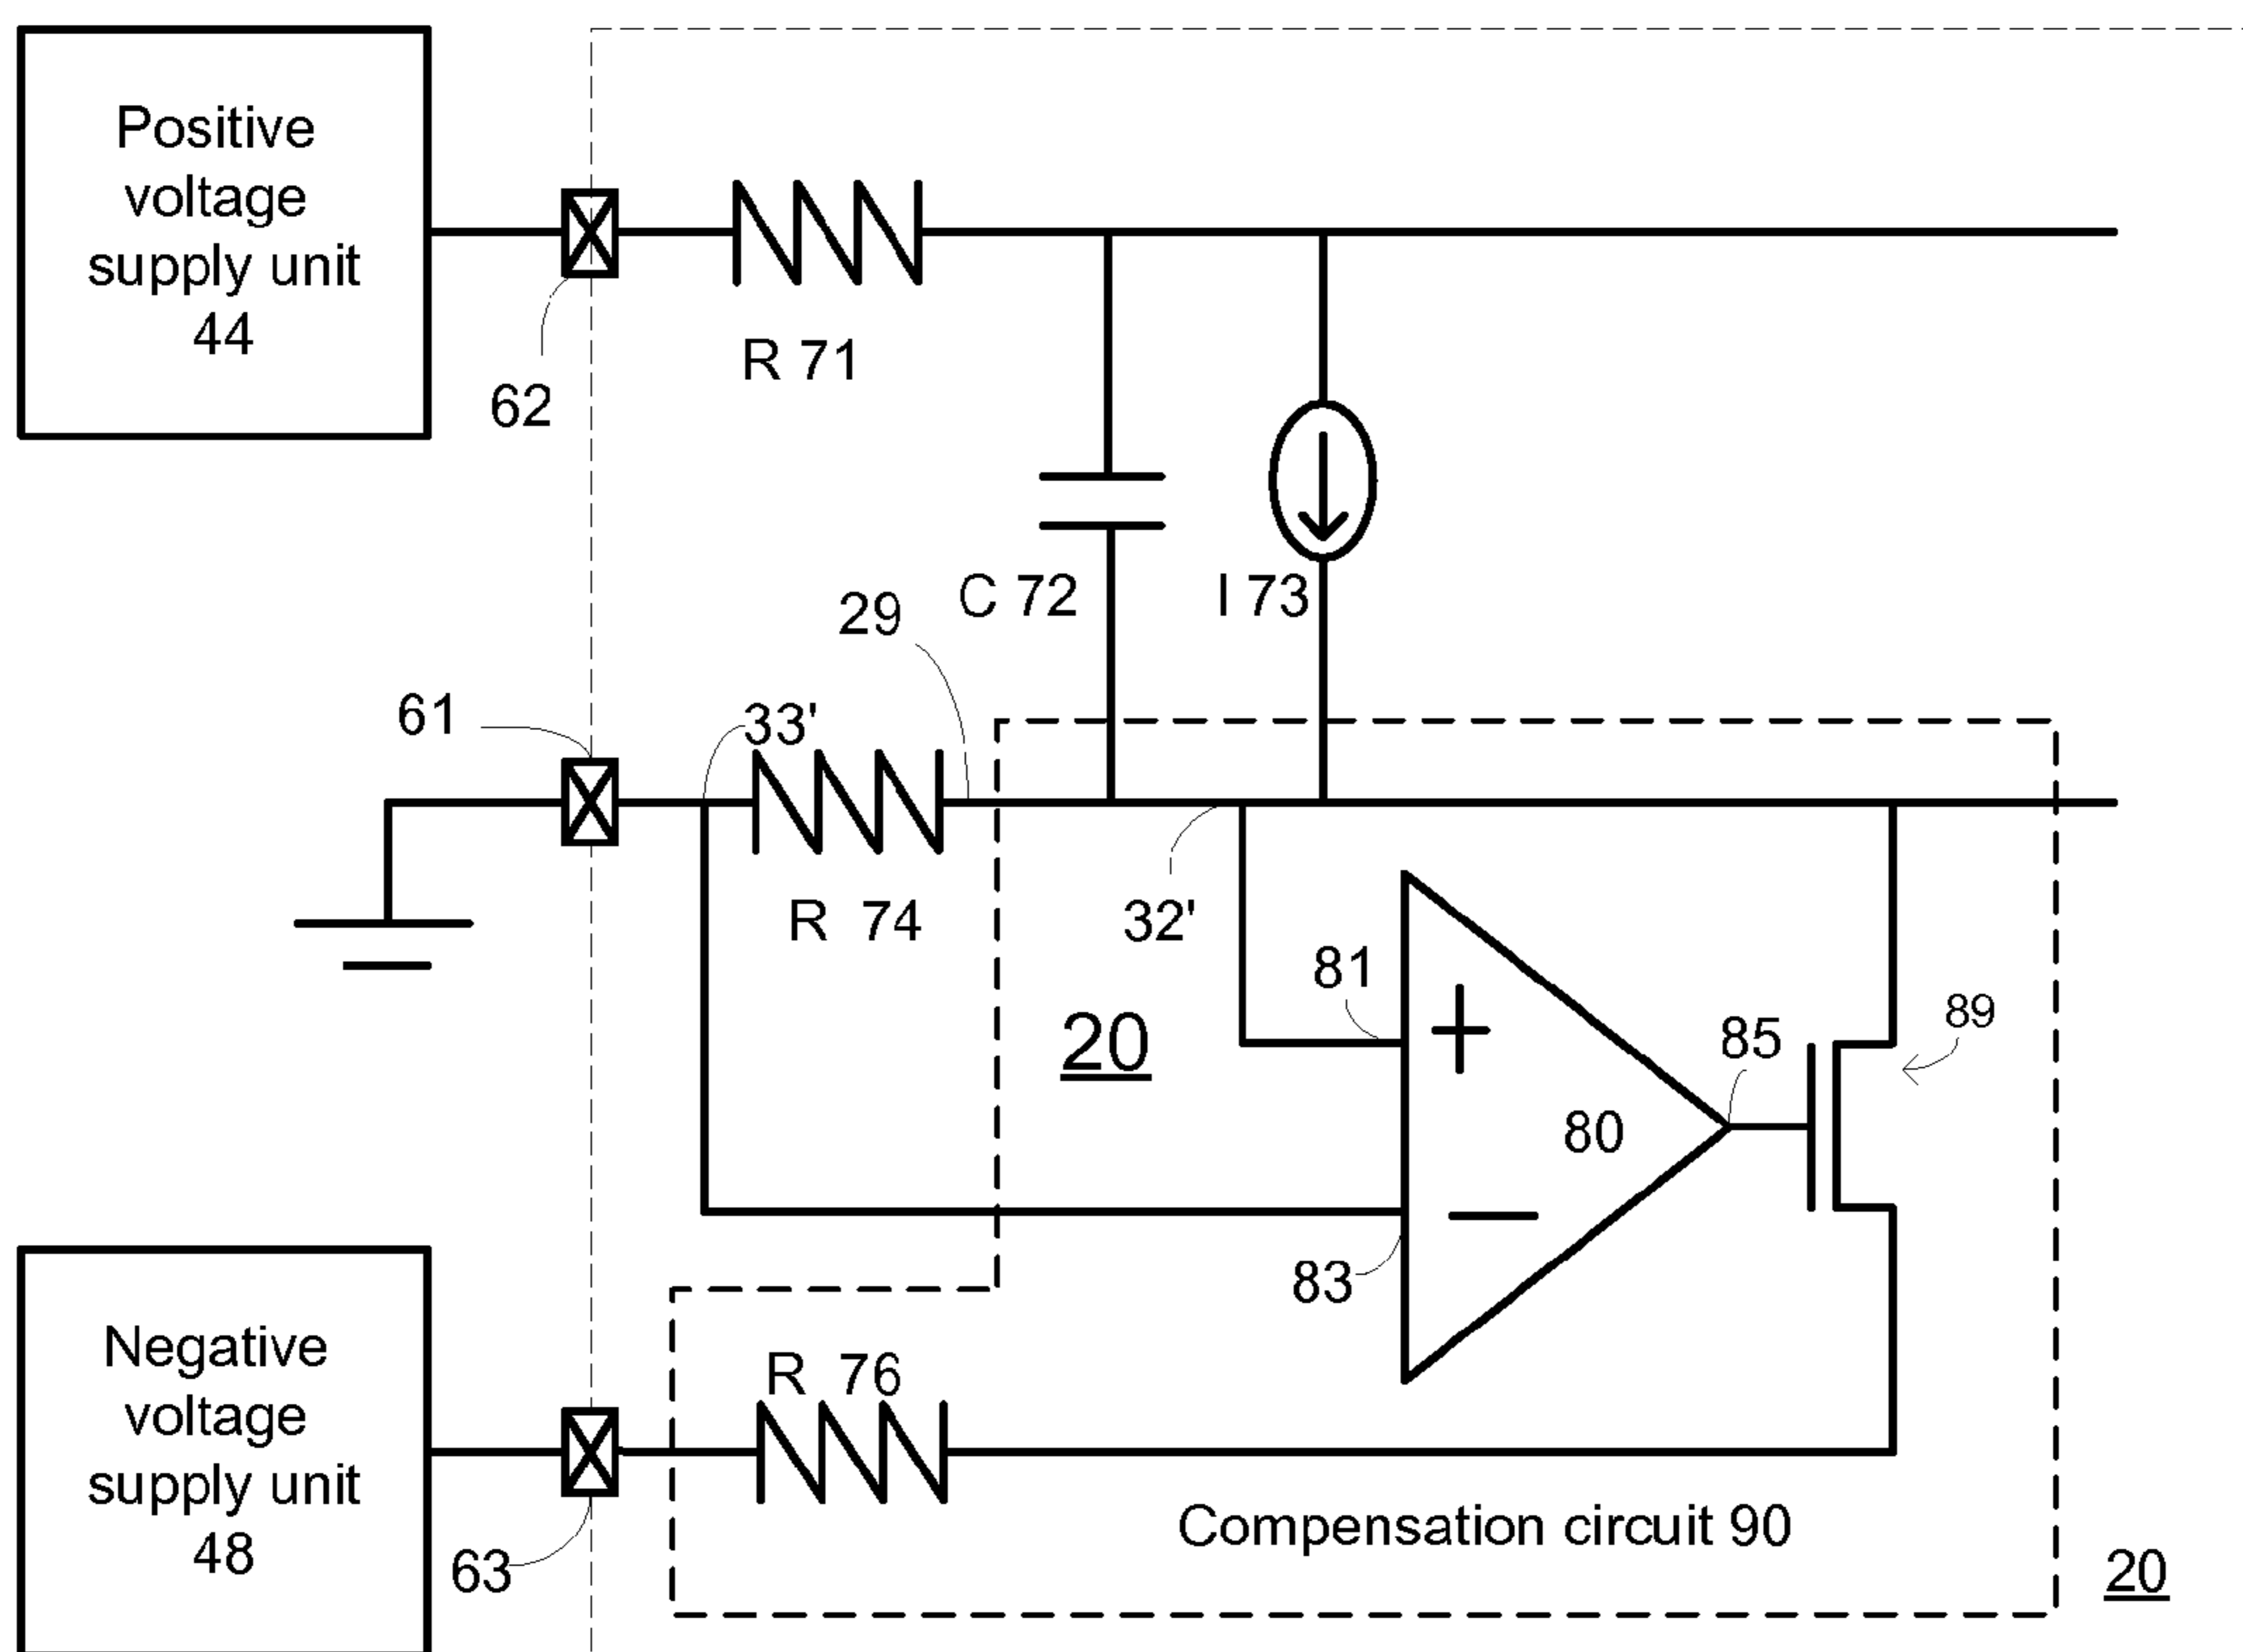 Positive
voltage
supply unit
44
62
R 71
C 72
I 73
29
61
33'
R 74
32'
20
81
+
80
−
83
85
89
Negative
voltage
supply unit
48
63
R 76
Compensation circuit 90
20